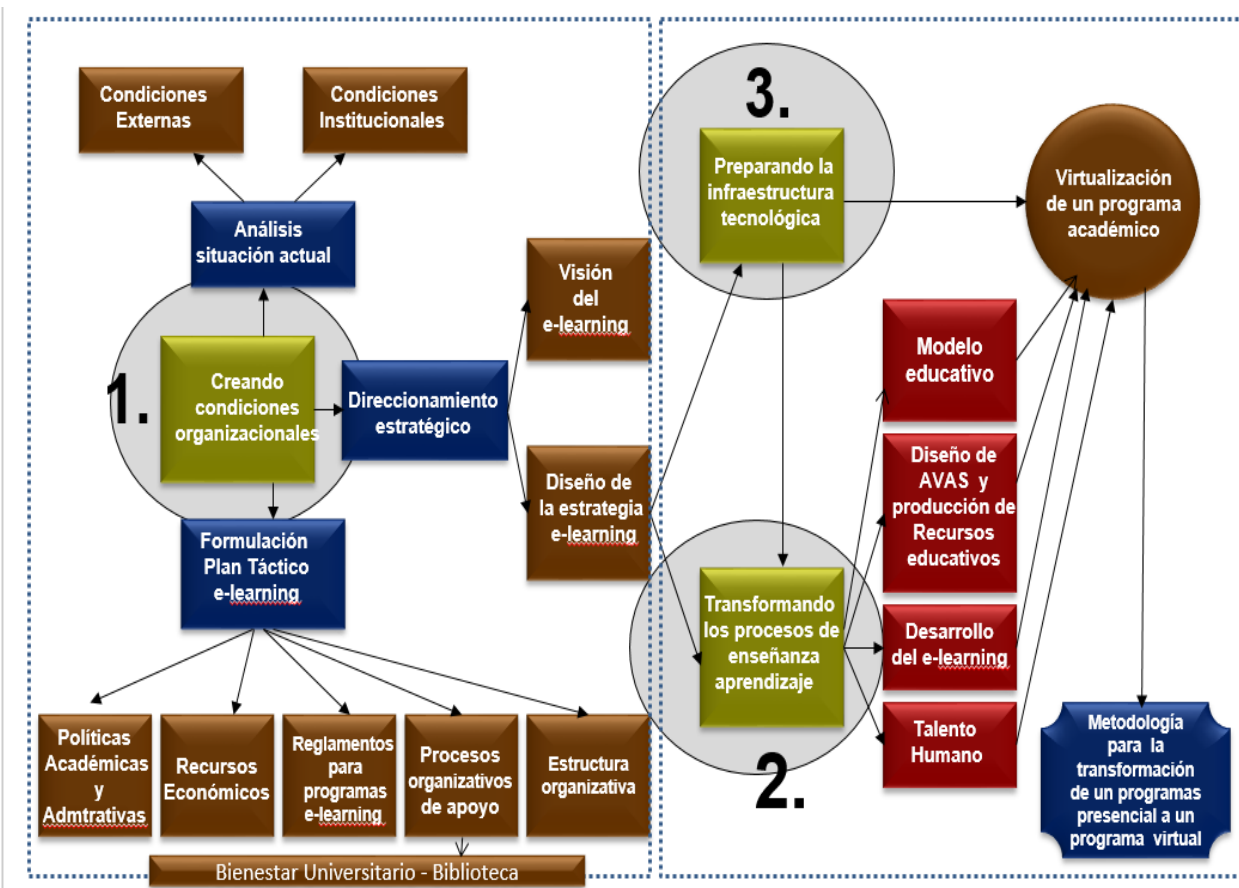 Condiciones
Externas
Condiciones
Institucionales
Análisis
situación actual
1.
Creando
condiciones
organizacionales
Direccionamiento
estratégico
Visión
del
e-learning
Diseño de
la estrategia
e-learning
Formulación
Plan Táctico
e-learning
Políticas
Académicas
y
Admtrativas
Recursos
Económicos
Reglamentos
para
programas
e-learning
Procesos
organizativos
de apoyo
Estructura
organizativa
Bienestar Universitario - Biblioteca
3.
Preparando la
infraestructura
tecnológica
Virtualización
de un programa
académico
Modelo
educativo
Diseño de
AVAS y
producción de
Recursos
educativos
Transformando
los procesos de
enseñanza
aprendizaje
Desarrollo
del e-learning
Talento
Humano
2.
Metodología
para la
transformación
de un programas
presencial a un
programa virtual